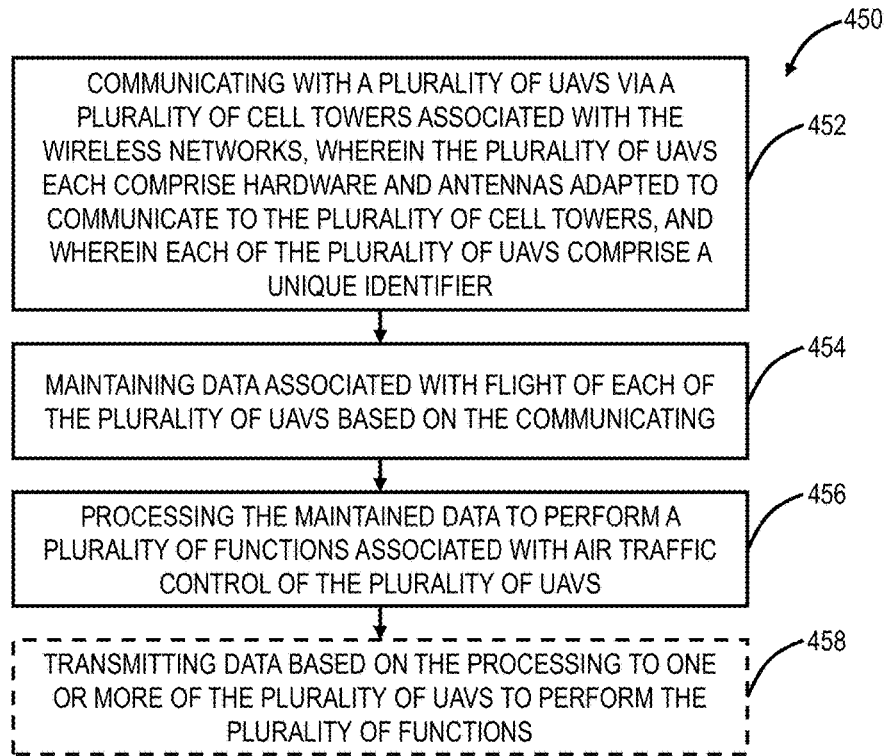 450
COMMUNICATING WITH A PLURALITY OF UAVS VIA A
PLURALITY OF CELL TOWERS ASSOCIATED WITH THE
WIRELESS NETWORKS, WHEREIN THE PLURALITY OF UAVS
EACH COMPRISE HARDWARE AND ANTENNAS ADAPTED TO
COMMUNICATE TO THE PLURALITY OF CELL TOWERS, AND
WHEREIN EACH OF THE PLURALITY OF UAVS COMPRISE A
UNIQUE IDENTIFIER
452
MAINTAINING DATA ASSOCIATED WITH FLIGHT OF EACH OF
THE PLURALITY OF UAVS BASED ON THE COMMUNICATING
454
PROCESSING THE MAINTAINED DATA TO PERFORM A
PLURALITY OF FUNCTIONS ASSOCIATED WITH AIR TRAFFIC
CONTROL OF THE PLURALITY OF UAVS
456
TRANSMITTING DATA BASED ON THE PROCESSING TO ONE
OR MORE OF THE PLURALITY OF UAVS TO PERFORM THE
PLURALITY OF FUNCTIONS
458